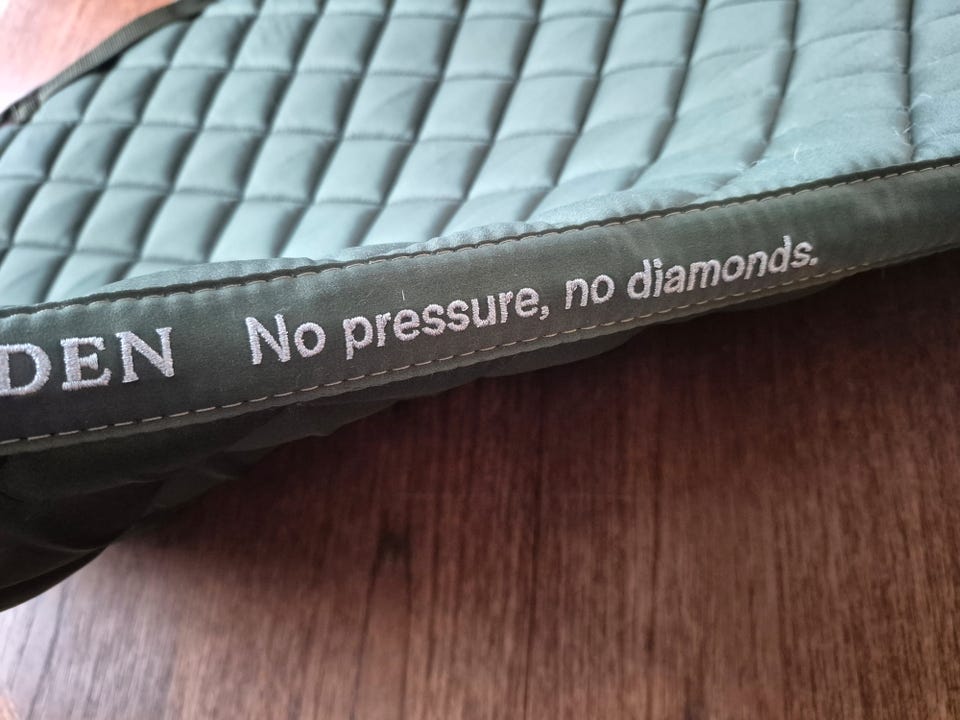 DEN No pressure, no diamonds.